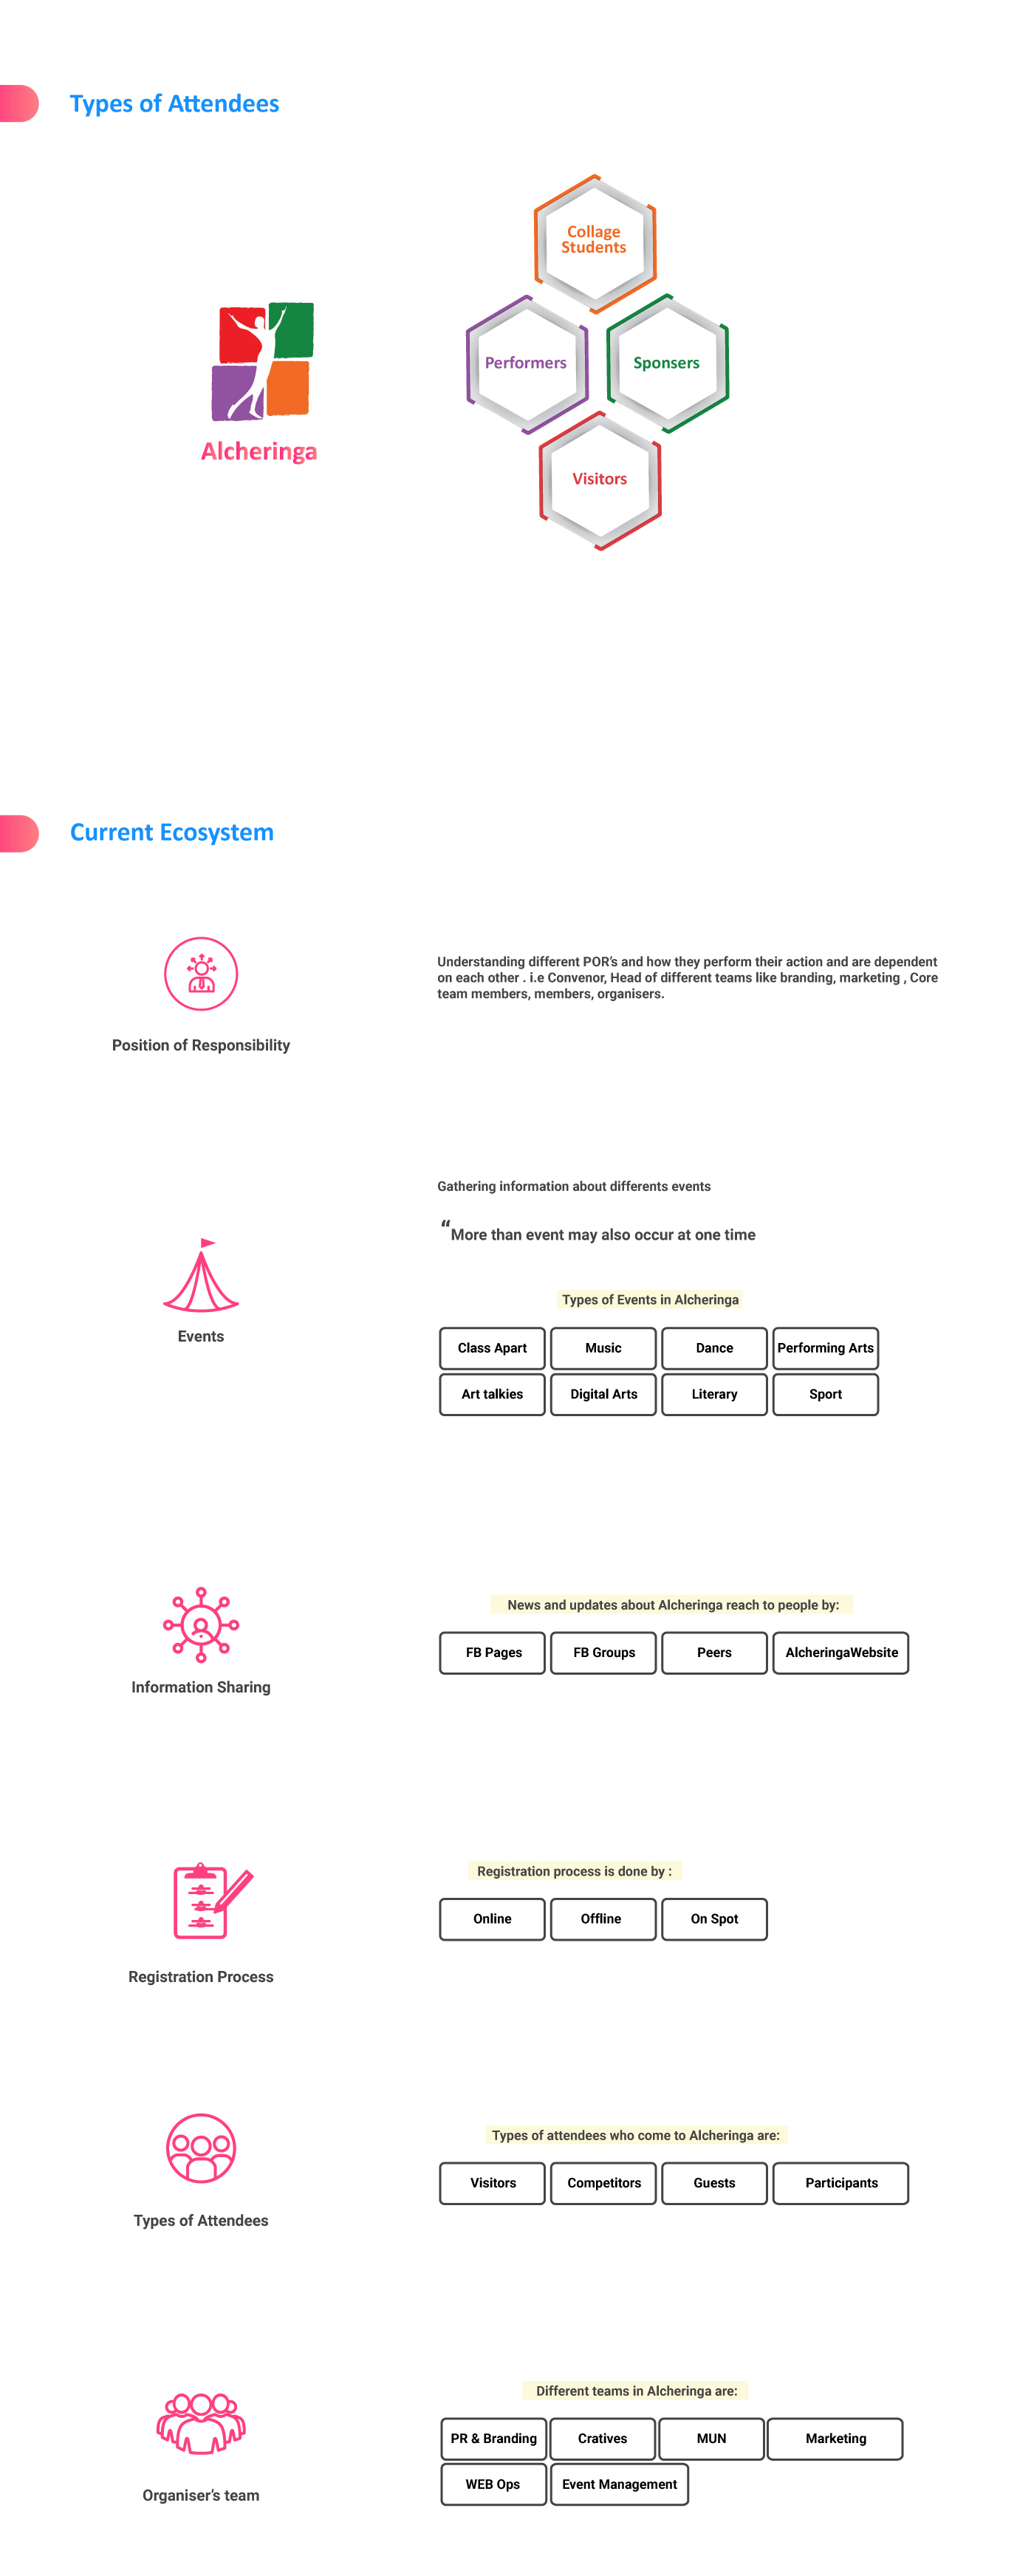 Types of Attendees
Collage
Students
Performers
Sponsers
Alcheringa
Visitors
Current Ecosystem
Understanding different POR's and how they perform their action and are dependent
on each other . i.e Convenor, Head of different teams like branding, marketing , Core
team members, members, organisers.
Position of Responsibility
Gathering information about differents events
“More than event may also occur at one time
Types of Events in Alcheringa
Events
Class Apart
Music
Dance
Performing Arts
Art talkies
Digital Arts
Literary
Sport
News and updates about Alcheringa reach to people by:
FB Pages
FB Groups
Peers
AlcheringaWebsite
Information Sharing
Registration process is done by :
Online
Offline
On Spot
Registration Process
Types of attendees who come to Alcheringa are:
Visitors
Competitors
Guests
Participants
Types of Attendees
Different teams in Alcheringa are:
PR & Branding
Cratives
MUN
Marketing
WEB Ops
Event Management
Organiser’s team